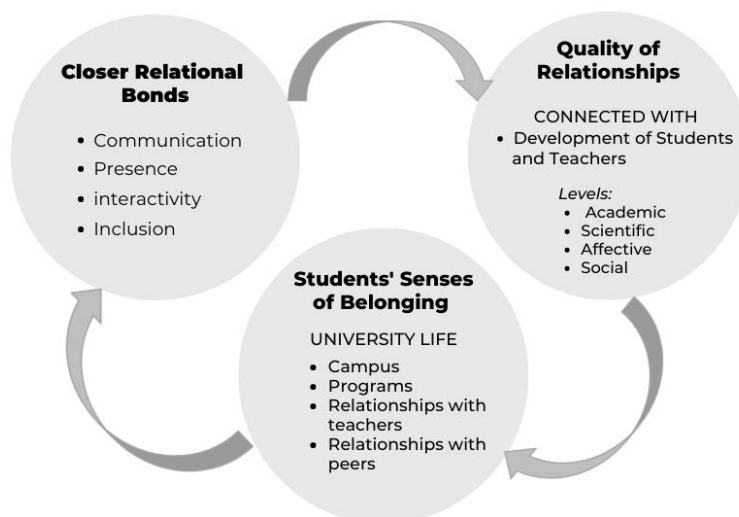 Closer Relational
Bonds
• Communication
• Presence
• interactivity
• Inclusion
Quality of
Relationships
CONNECTED WITH
• Development of Students
and Teachers
Levels:
• Academic
• Scientific
• Affective
• Social
Students' Senses
of Belonging
UNIVERSITY LIFE
• Campus
• Programs
• Relationships with
teachers
• Relationships with
peers